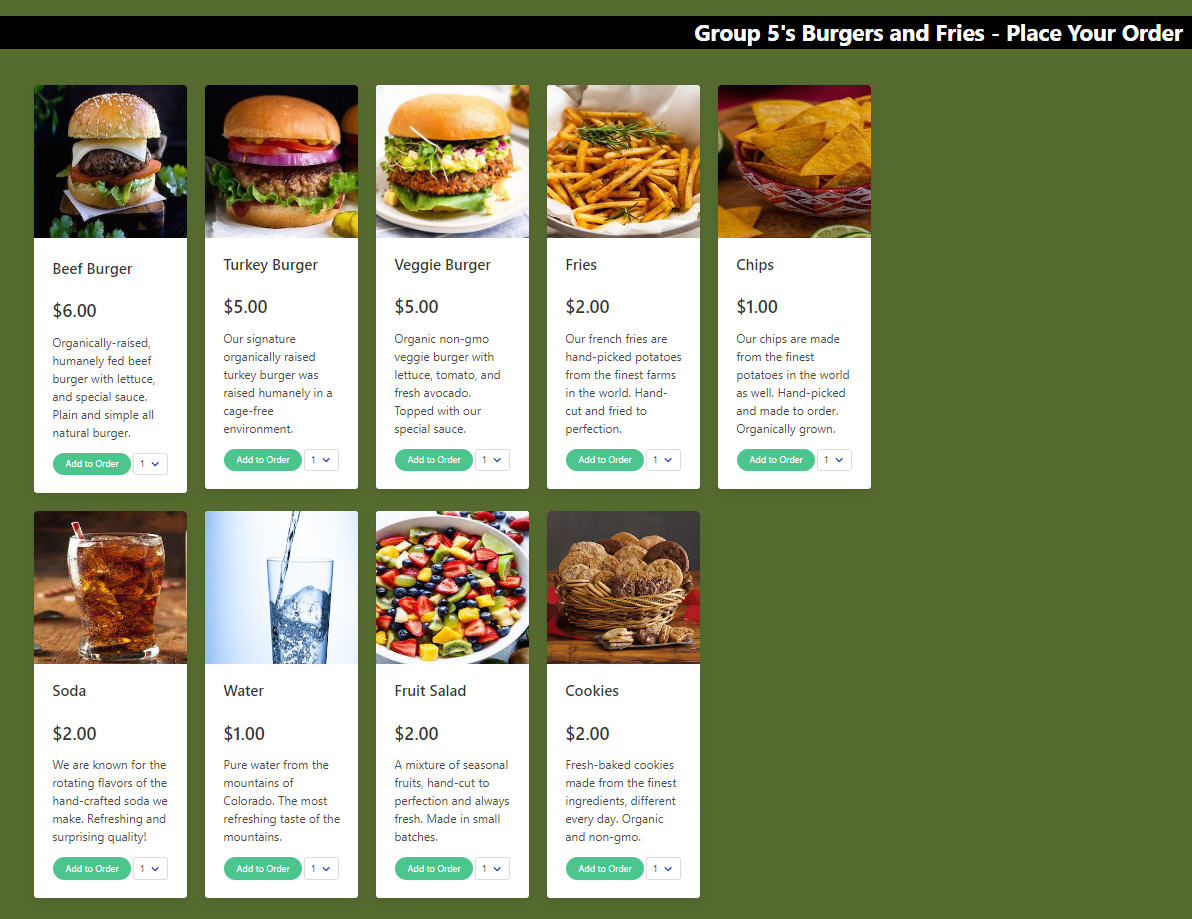 Group 5's Burgers and Fries - Place Your Order
Beef Burger
$6.00
Organically-raised,
humanely fed beef
burger with lettuce,
and special sauce.
Plain and simple all
natural burger.
Add to Order
1
Turkey Burger
$5.00
Our signature
organically raised
turkey burger was
raised humanely in a
cage-free
environment.
Add to Order
1
Veggie Burger
$5.00
Organic non-gmo
veggie burger with
lettuce, tomato, and
fresh avocado.
Topped with our
special sauce.
Add to Order
1
Fries
$2.00
Our french fries are
hand-picked potatoes
from the finest farms
in the world. Hand-
cut and fried to
perfection.
Add to Order
1
Chips
$1.00
Our chips are made
from the finest
potatoes in the world
as well. Hand-picked
and made to order.
Organically grown.
Add to Order
1
Soda
$2.00
We are known for the
rotating flavors of the
hand-crafted soda we
make. Refreshing and
surprising quality!
Add to Order
1
Water
$1.00
Pure water from the
mountains of
Colorado. The most
refreshing taste of the
mountains.
Add to Order
1
Fruit Salad
$2.00
A mixture of seasonal
fruits, hand-cut to
perfection and always
fresh. Made in small
batches.
Add to Order
1
Cookies
$2.00
Fresh-baked cookies
made from the finest
ingredients, different
every day. Organic
and non-gmo.
Add to Order
1